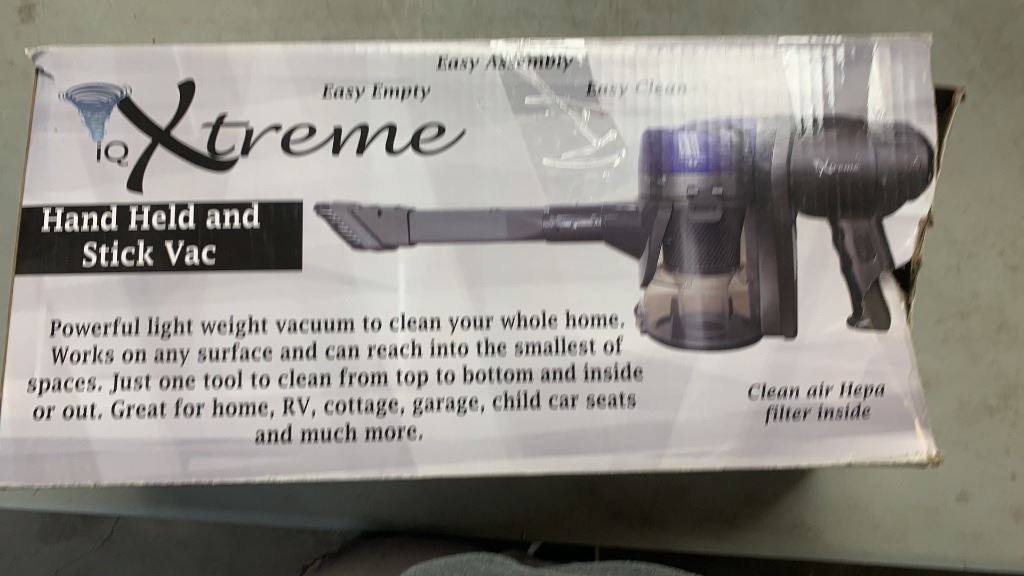 Easy Assembly
Easy Empty
Easy Clean
iQ Xtreme
Xtreme
Hand Held and
Stick Vac
Powerful light weight vacuum to clean your whole home.
Works on any surface and can reach into the smallest of
spaces. Just one tool to clean from top to bottom and inside
or out. Great for home, RV, cottage, garage, child car seats
and much more.
Clean air Hepa
filter inside